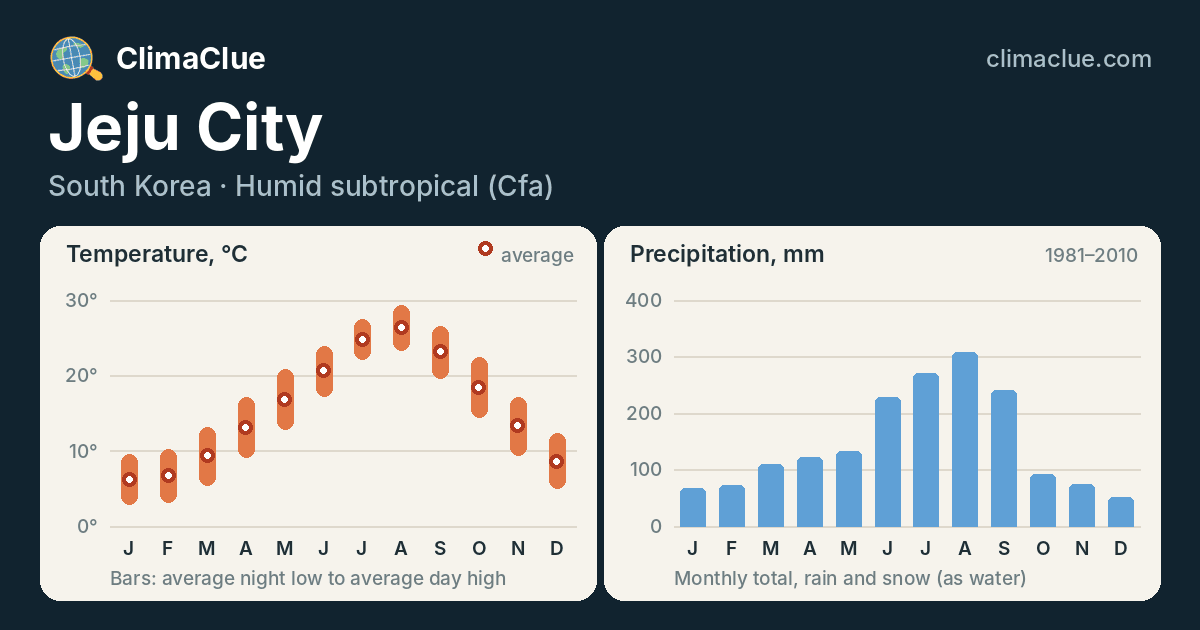 ClimaClue
climaclue.com
Jeju City
South Korea · Humid subtropical (Cfa)
Temperature, °C
average
30°
20°
10°
0°
J F M A M J J A S O N D
Bars: average night low to average day high
Precipitation, mm
1981–2010
400
300
200
100
0
J F M A M J J A S O N D
Monthly total, rain and snow (as water)